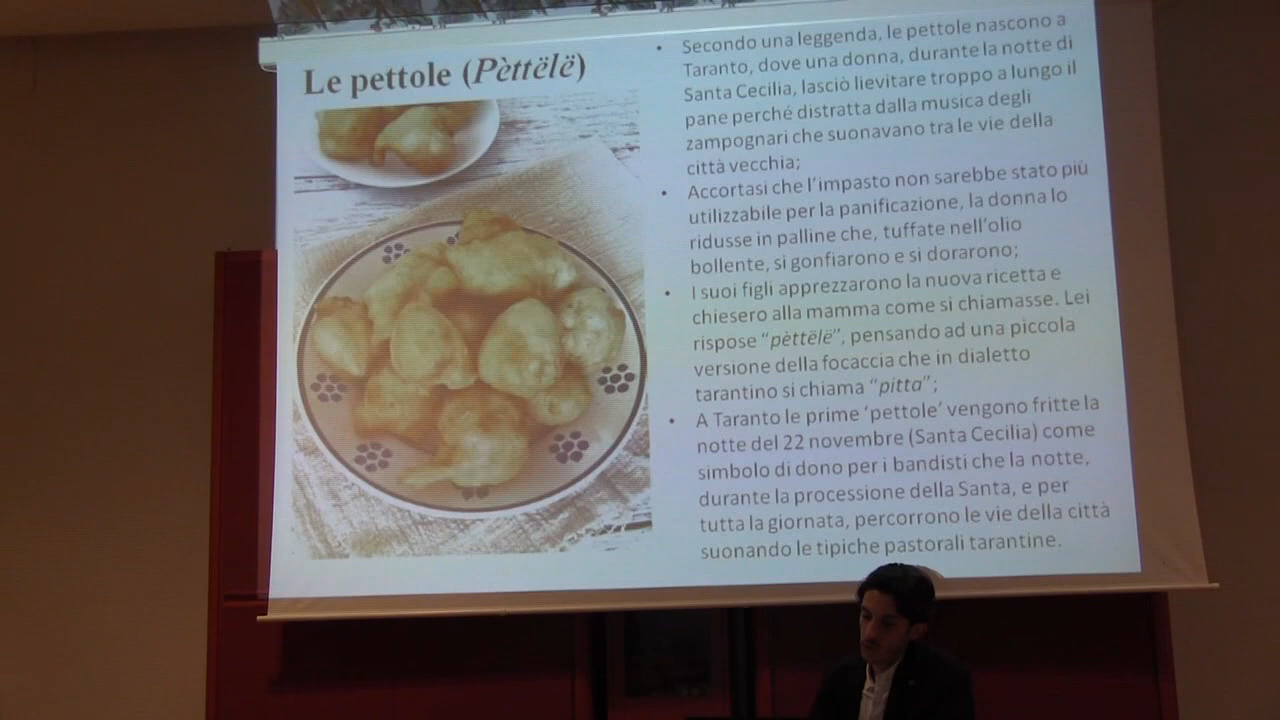 Le pettole (Pèttëlë)
• Secondo una leggenda, le pettole nascono a
Taranto, dove una donna, durante la notte di
Santa Cecilia, lasciò lievitare troppo a lungo il
pane perché distratta dalla musica degli
zampognari che suonavano tra le vie della
città vecchia;
• Accortasi che l'impasto non sarebbe stato più
utilizzabile per la panificazione, la donna lo
ridusse in palline che, tuffate nell'olio
bollente, si gonfiarono e si dorarono;
• I suoi figli apprezzarono la nuova ricetta e
chiesero alla mamma come si chiamasse. Lei
rispose "pèttëlë", pensando ad una piccola
versione della focaccia che in dialetto
tarantino si chiama "pitta";
• A Taranto le prime 'pettole' vengono fritte la
notte del 22 novembre (Santa Cecilia) come
simbolo di dono per i bandisti che la notte,
durante la processione della Santa, e per
tutta la giornata, percorrono le vie della città
suonando le tipiche pastorali tarantine.